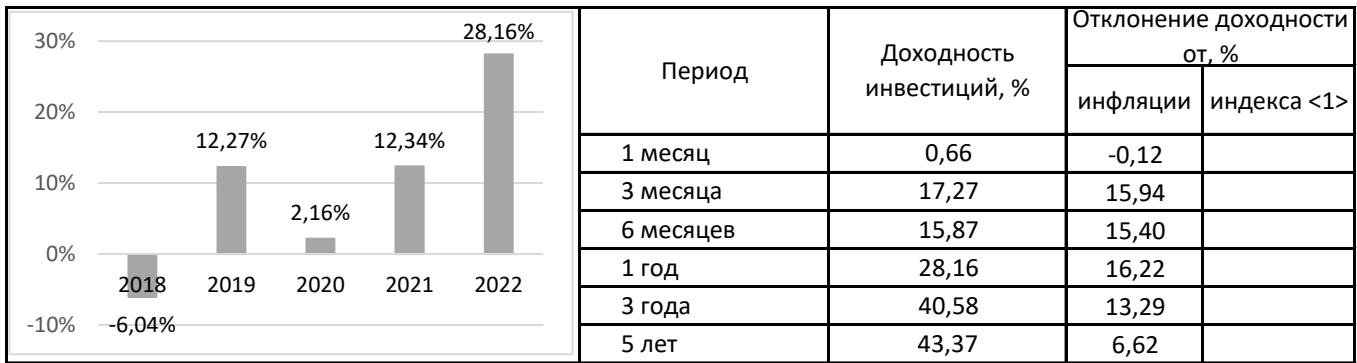 30%
20%
10%
0%
-10%
-6,04%
12,27%
2,16%
12,34%
28,16%
2018 2019 2020 2021 2022
Период
Доходность
инвестиций, %
Отклонение доходности
от, %
инфляции индекса <1>
1 месяц 0,66 -0,12
3 месяца 17,27 15,94
6 месяцев 15,87 15,40
1 год 28,16 16,22
3 года 40,58 13,29
5 лет 43,37 6,62